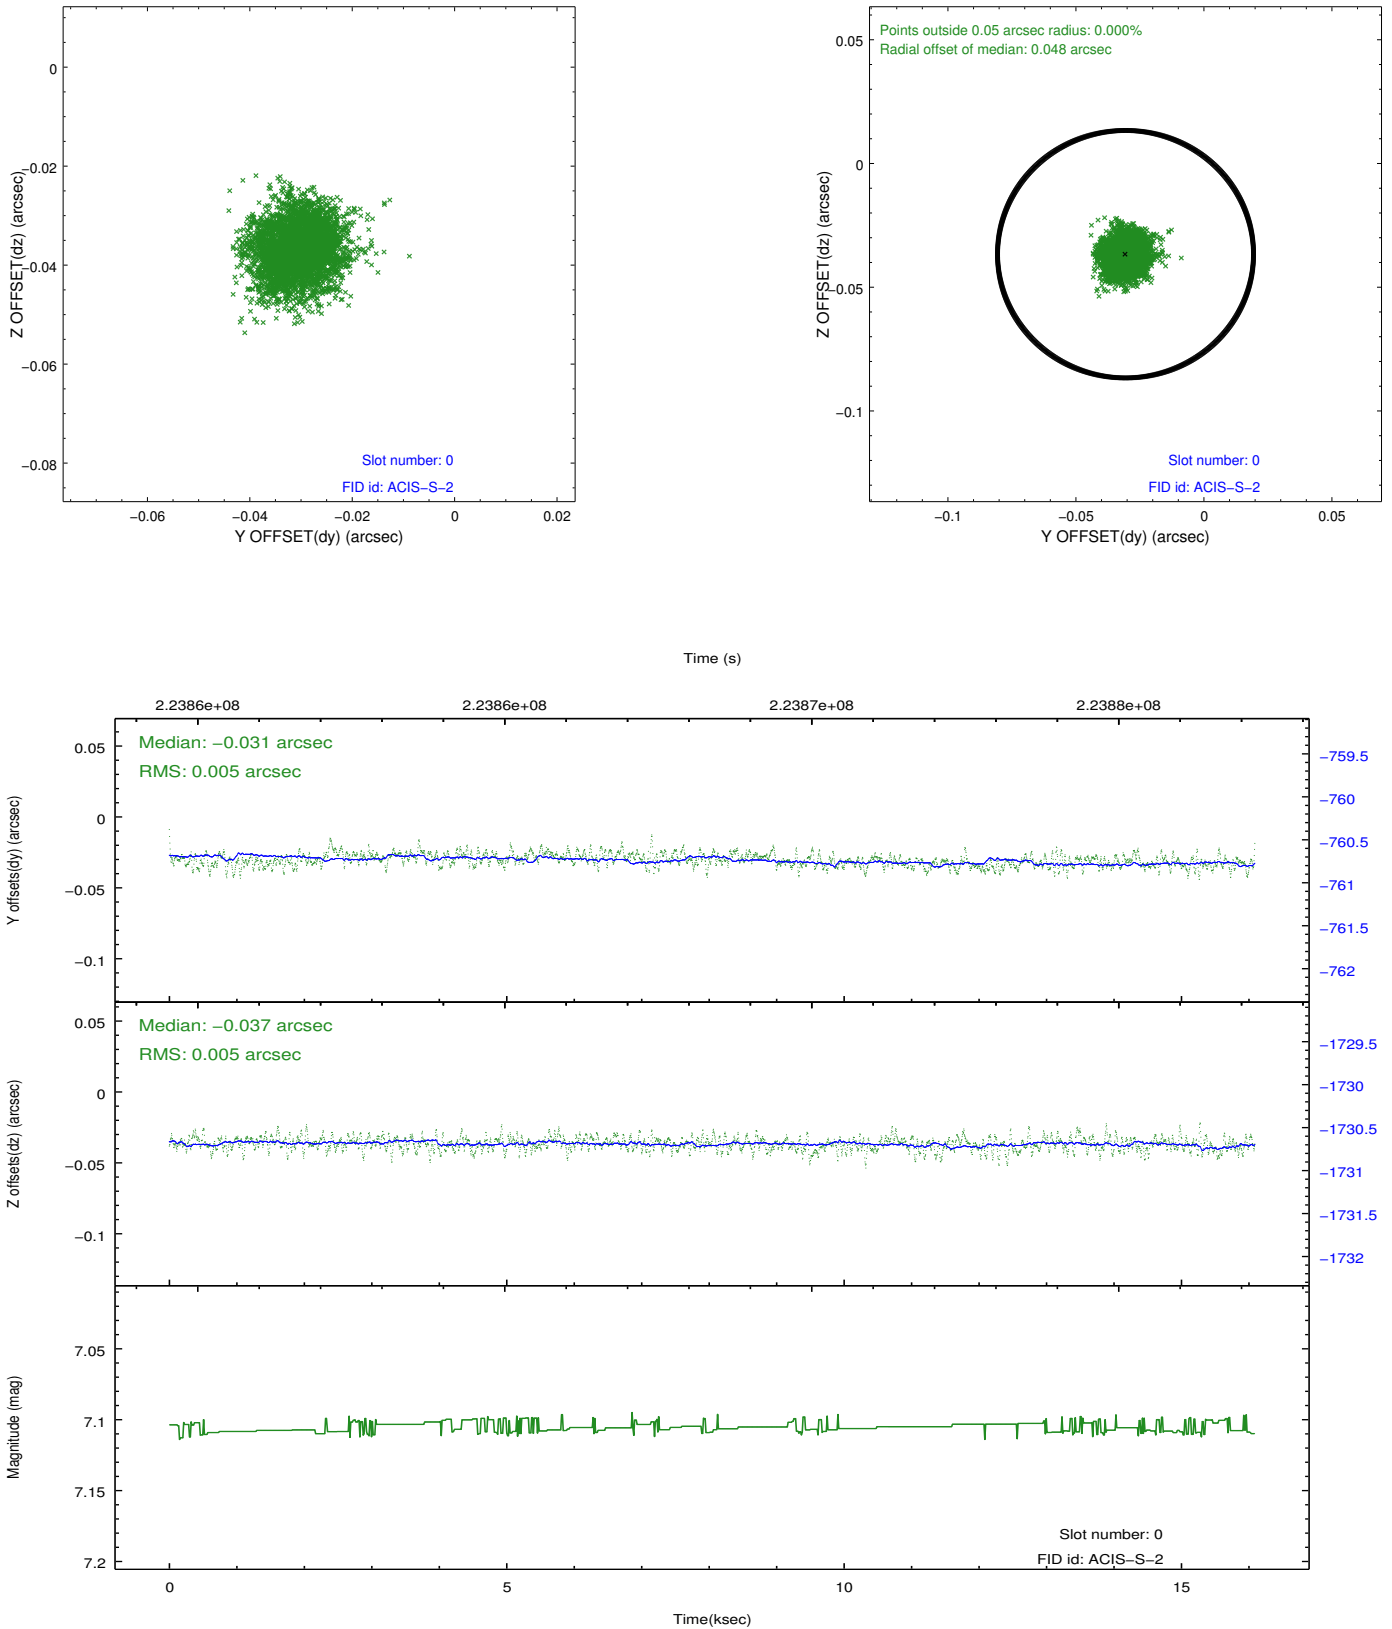 0
−0.02
−0.04
−0.06
−0.08
Z OFFSET(dz) (arcsec)
Slot number: 0
FID id: ACIS−S−2
−0.06
−0.04
−0.02
0
0.02
Y OFFSET(dy) (arcsec)
Points outside 0.05 arcsec radius: 0.000%
Radial offset of median: 0.048 arcsec
0.05
0
−0.05
−0.1
Z OFFSET(dz) (arcsec)
Slot number: 0
FID id: ACIS−S−2
−0.1
−0.05
0
0.05
Y OFFSET(dy) (arcsec)
Time (s)
2.2386e+08
2.2386e+08
2.2387e+08
2.2388e+08
Median: −0.031 arcsec
RMS: 0.005 arcsec
0.05
0
−0.05
−0.1
Y offsets(dy) (arcsec)
−759.5
−760
−760.5
−761
−761.5
−762
Median: −0.037 arcsec
RMS: 0.005 arcsec
0.05
0
−0.05
−0.1
Z offsets(dz) (arcsec)
−1729.5
−1730
−1730.5
−1731
−1731.5
−1732
7.05
7.1
7.15
7.2
Magnitude (mag)
Slot number: 0
FID id: ACIS−S−2
0
5
10
15
Time(ksec)